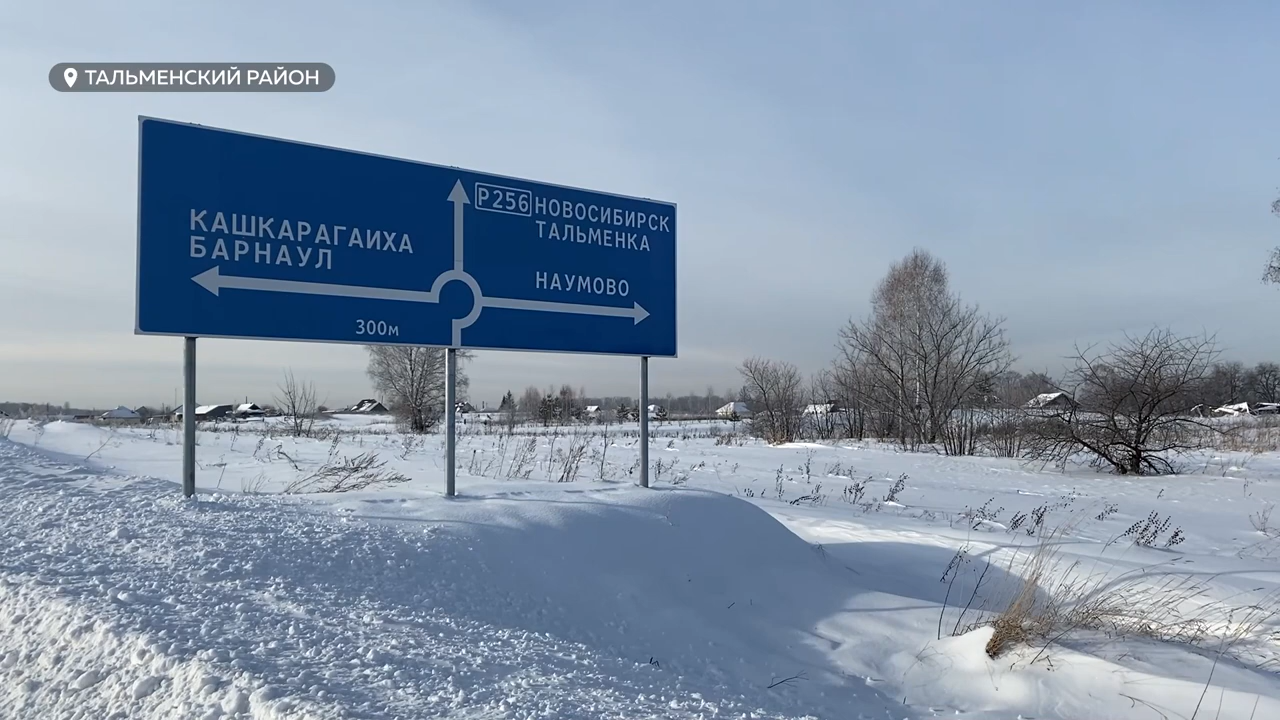 ТАЛЬМЕНСКИЙ РАЙОН
КАШКАРАГАИХА
БАРНАУЛ
Р256 НОВОСИБИРСК
ТАЛЬМЕНКА
НАУМОВО
300м